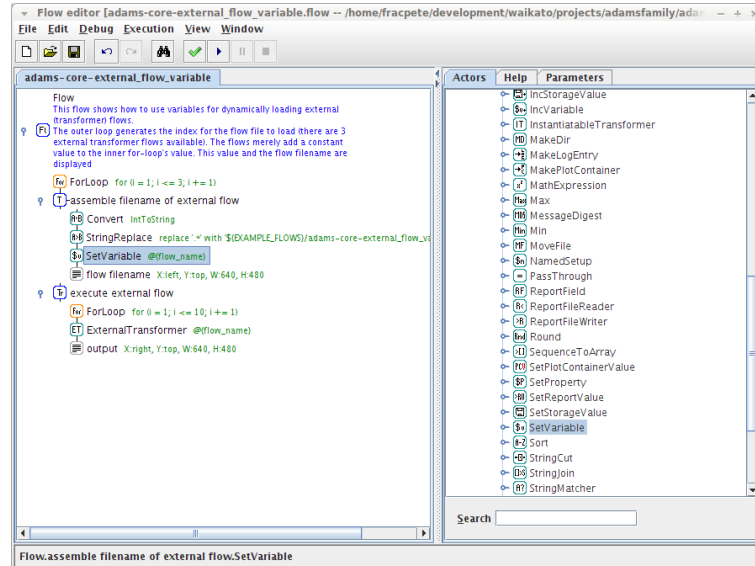 Flow editor [adams-core-external_flow_variable.flow -- /home/fracpete/development/waikato/projects/adamsfamily/adam
File Edit Debug Execution View Window
adams-core-external_flow_variable
Flow
This flow shows how to use variables for dynamically loading external
(transformer) flows.
The outer loop generates the index for the flow file to load (there are 3
external transformer flows available). The flows merely add a constant
value to the inner for-loop's value. This value and the flow filename are
displayed
ForLoop for (i = 1; i <= 3; i += 1)
assemble filename of external flow
Convert IntToString
StringReplace replace '.*' with '${EXAMPLE_FLOWS}/adams-core-external_flow_va
SetVariable @{flow_name}
flow filename X:left, Y:top, W:640, H:480
execute external flow
ForLoop for (i = 1; i <= 10; i += 1)
ExternalTransformer @{flow_name}
output X:right, Y:top, W:640, H:480
Actors Help Parameters
IncStorageValue
IncVariable
InstantiatableTransformer
MakeDir
MakeLogEntry
MakePlotContainer
MathExpression
Max
MessageDigest
Min
MoveFile
NamedSetup
PassThrough
ReportField
ReportFileReader
ReportFileWriter
Round
SequenceToArray
SetPlotContainerValue
SetProperty
SetReportValue
SetStorageValue
SetVariable
Sort
StringCut
StringJoin
StringMatcher
Search
Flow.assemble filename of external flow.SetVariable